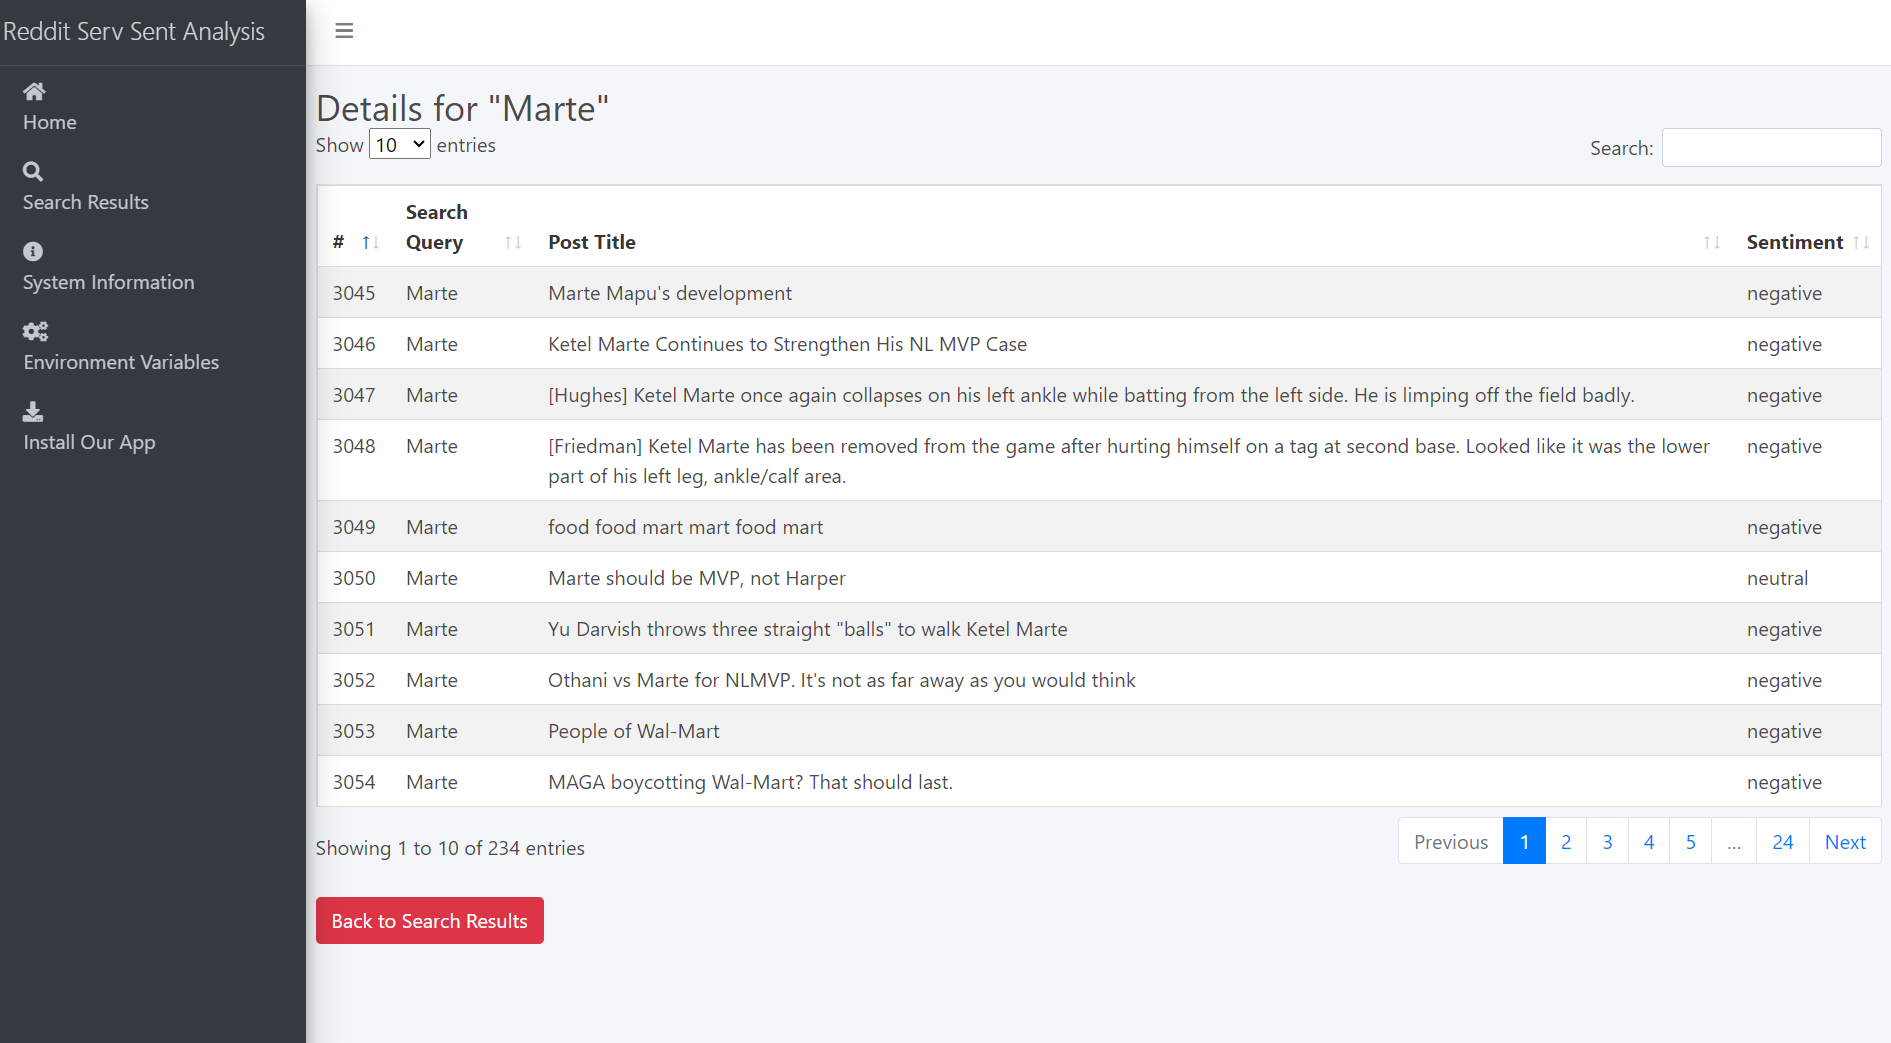 Reddit Serv Sent Analysis
Home
Search Results
System Information
Environment Variables
Install Our App
Details for "Marte"
Show 10 entries
Search:
# Search Query Post Title Sentiment
3045 Marte Marte Mapu's development negative
3046 Marte Ketel Marte Continues to Strengthen His NL MVP Case negative
3047 Marte [Hughes] Ketel Marte once again collapses on his left ankle while batting from the left side. He is limping off the field badly. negative
3048 Marte [Friedman] Ketel Marte has been removed from the game after hurting himself on a tag at second base. Looked like it was the lower negative
part of his left leg, ankle/calf area.
3049 Marte food food mart mart food mart negative
3050 Marte Marte should be MVP, not Harper neutral
3051 Marte Yu Darvish throws three straight "balls" to walk Ketel Marte negative
3052 Marte Othani vs Marte for NLMVP. It's not as far away as you would think negative
3053 Marte People of Wal-Mart negative
3054 Marte MAGA boycotting Wal-Mart? That should last. negative
Showing 1 to 10 of 234 entries
Previous 1 2 3 4 5 ... 24 Next
Back to Search Results